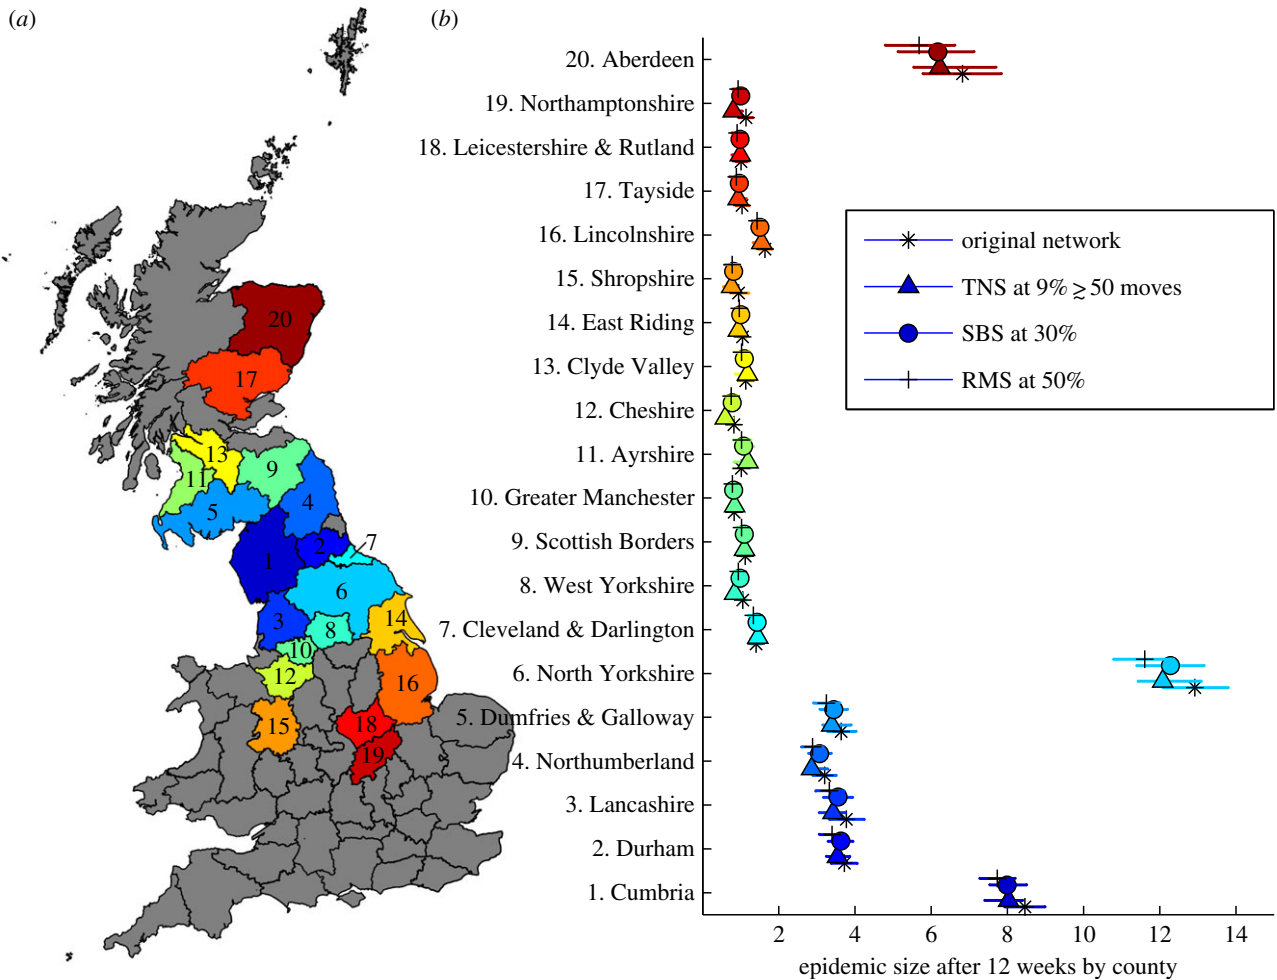 (a)
20
17
13
9
11
4
5
7
2
1
6
3
8
14
10
12
16
15
18
19
(b)
20. Aberdeen
19. Northamptonshire
18. Leicestershire & Rutland
17. Tayside
16. Lincolnshire
15. Shropshire
14. East Riding
13. Clyde Valley
12. Cheshire
11. Ayrshire
10. Greater Manchester
9. Scottish Borders
8. West Yorkshire
7. Cleveland & Darlington
6. North Yorkshire
5. Dumfries & Galloway
4. Northumberland
3. Lancashire
2. Durham
1. Cumbria
original network
TNS at 9% ≳ 50 moves
SBS at 30%
RMS at 50%
2 4 6 8 10 12 14
epidemic size after 12 weeks by county